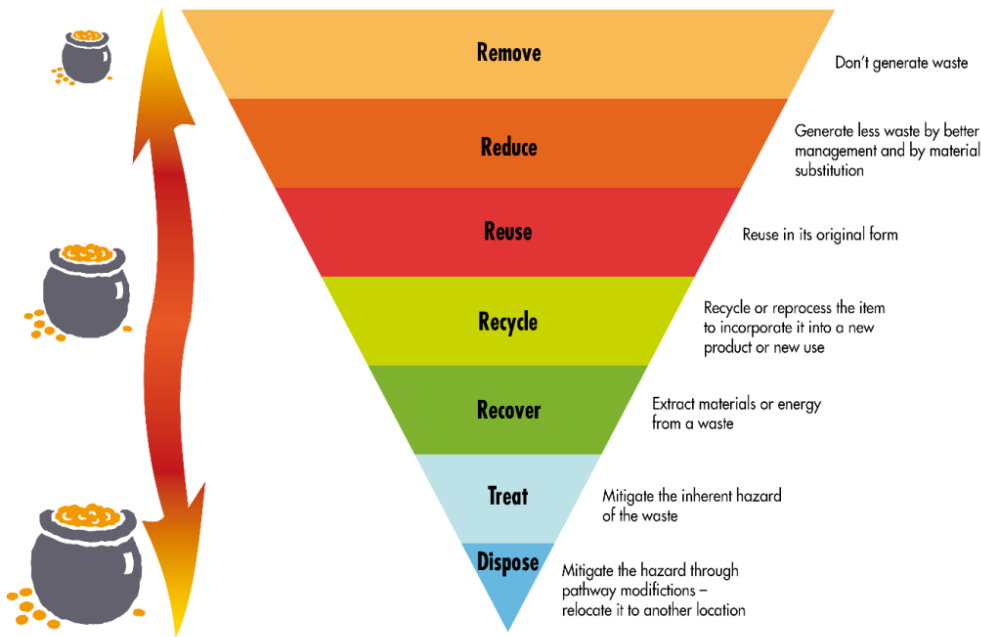 Remove
Don't generate waste
Reduce
Generate less waste by better
management and by material
substitution
Reuse
Reuse in its original form
Recycle
Recycle or reprocess the item
to incorporate it into a new
product or new use
Recover
Extract materials or energy
from a waste
Treat
Mitigate the inherent hazard
of the waste
Dispose
Mitigate the hazard through
pathway modifictions –
relocate it to another location